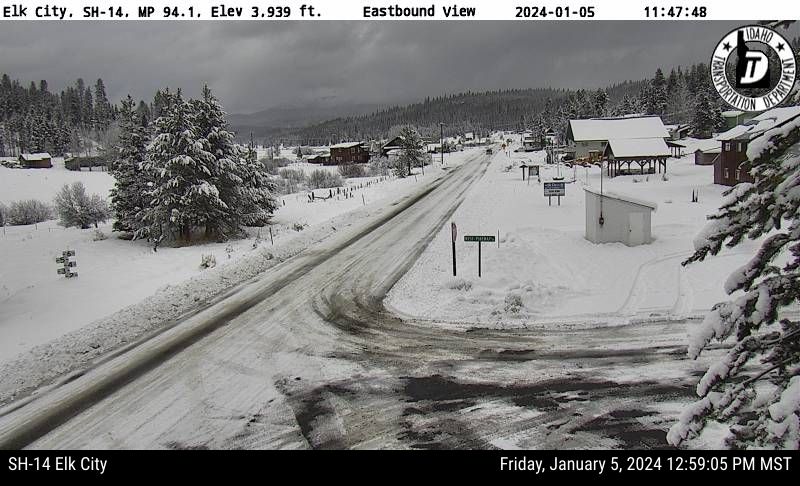 Elk City, SH-14, MP 94.1, Elev 3,939 ft. Eastbound View 2024-01-05 11:47:48
IDAHO
TRANSPORTATION DEPARTMENT
SH-14 Elk City Friday, January 5, 2024 12:59:05 PM MST